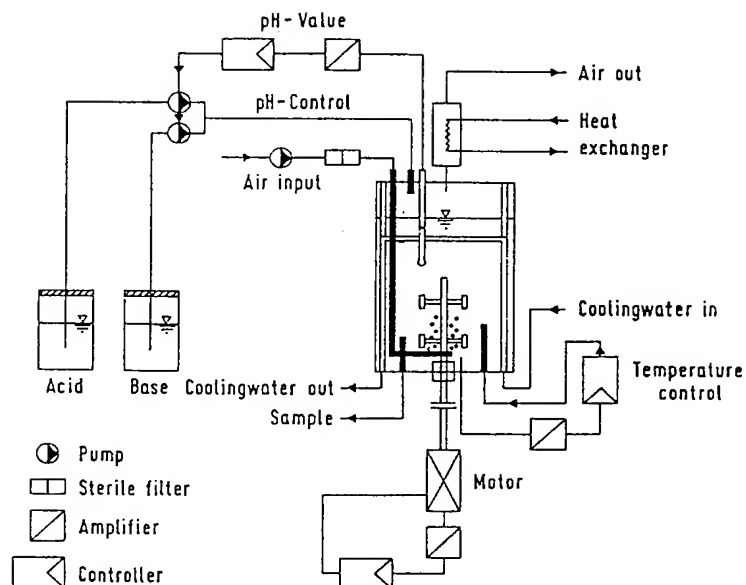 pH-Value
Air out
pH-Control
Heat
exchanger
Air input
Coolingwater in
Acid
Base
Coolingwater out
Temperature
control
Sample
Pump
Sterile filter
Motor
Amplifier
Controller